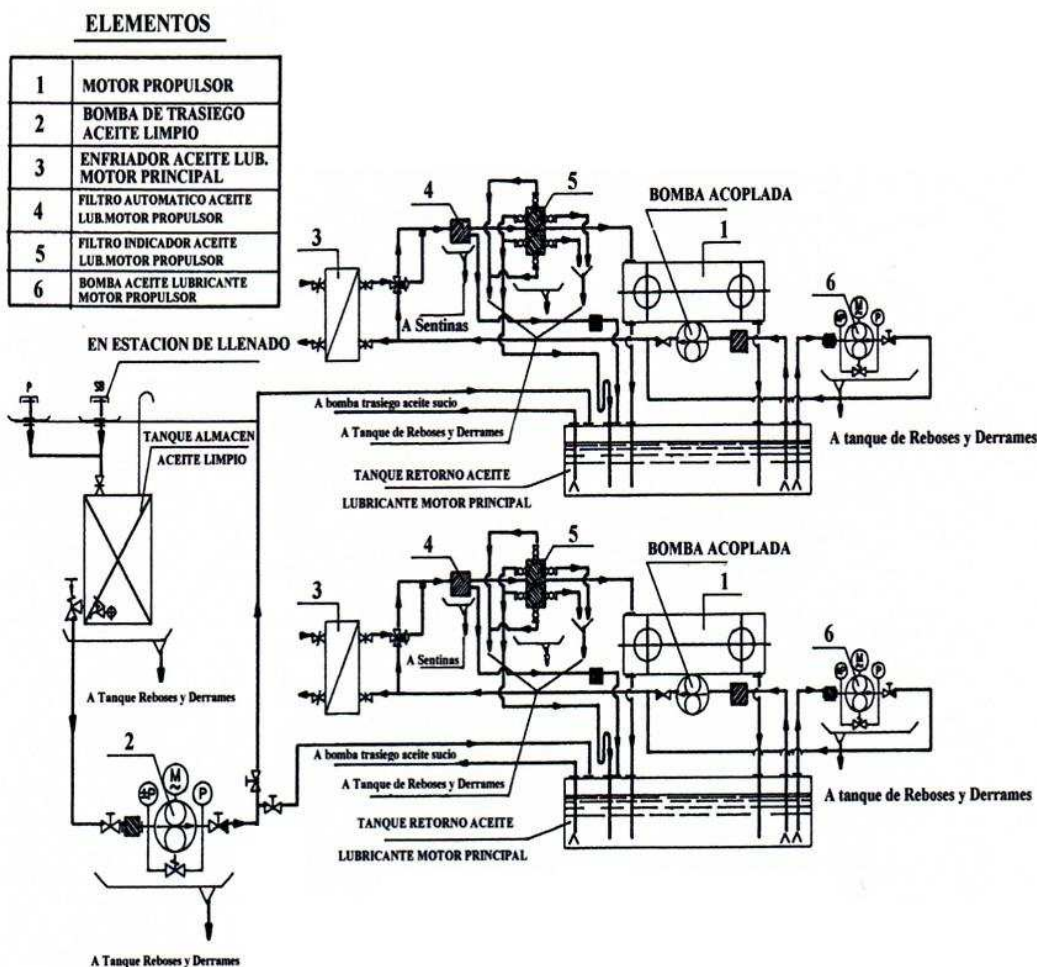 ELEMENTOS
1 MOTOR PROPULSOR
2 BOMBA DE TRASIEGO
ACEITE LIMPIO
3 ENFRIADOR ACEITE LUB.
MOTOR PRINCIPAL
4 FILTRO AUTOMATICO ACEITE
LUB.MOTOR PROPULSOR
5 FILTRO INDICADOR ACEITE
LUB.MOTOR PROPULSOR
6 BOMBA ACEITE LUBRICANTE
MOTOR PROPULSOR
4
5
BOMBA ACOPLADA
1
3
6
M
P
A Sentinas
EN ESTACION DE LLENADO
P
SB
TANQUE ALMACEN
ACEITE LIMPIO
A bomba trasiego aceite sucio
A Tanque de Reboses y Derrames
A tanque de Reboses y Derrames
TANQUE RETORNO ACEITE
LUBRICANTE MOTOR PRINCIPAL
4
5
BOMBA ACOPLADA
1
3
6
M
P
A Sentinas
A Tanque Reboses y Derrames
2
M
P
A bomba trasiego aceite sucio
A Tanque de Reboses y Derrames
A tanque de Reboses y Derrames
TANQUE RETORNO ACEITE
LUBRICANTE MOTOR PRINCIPAL
A Tanque Reboses y Derrames